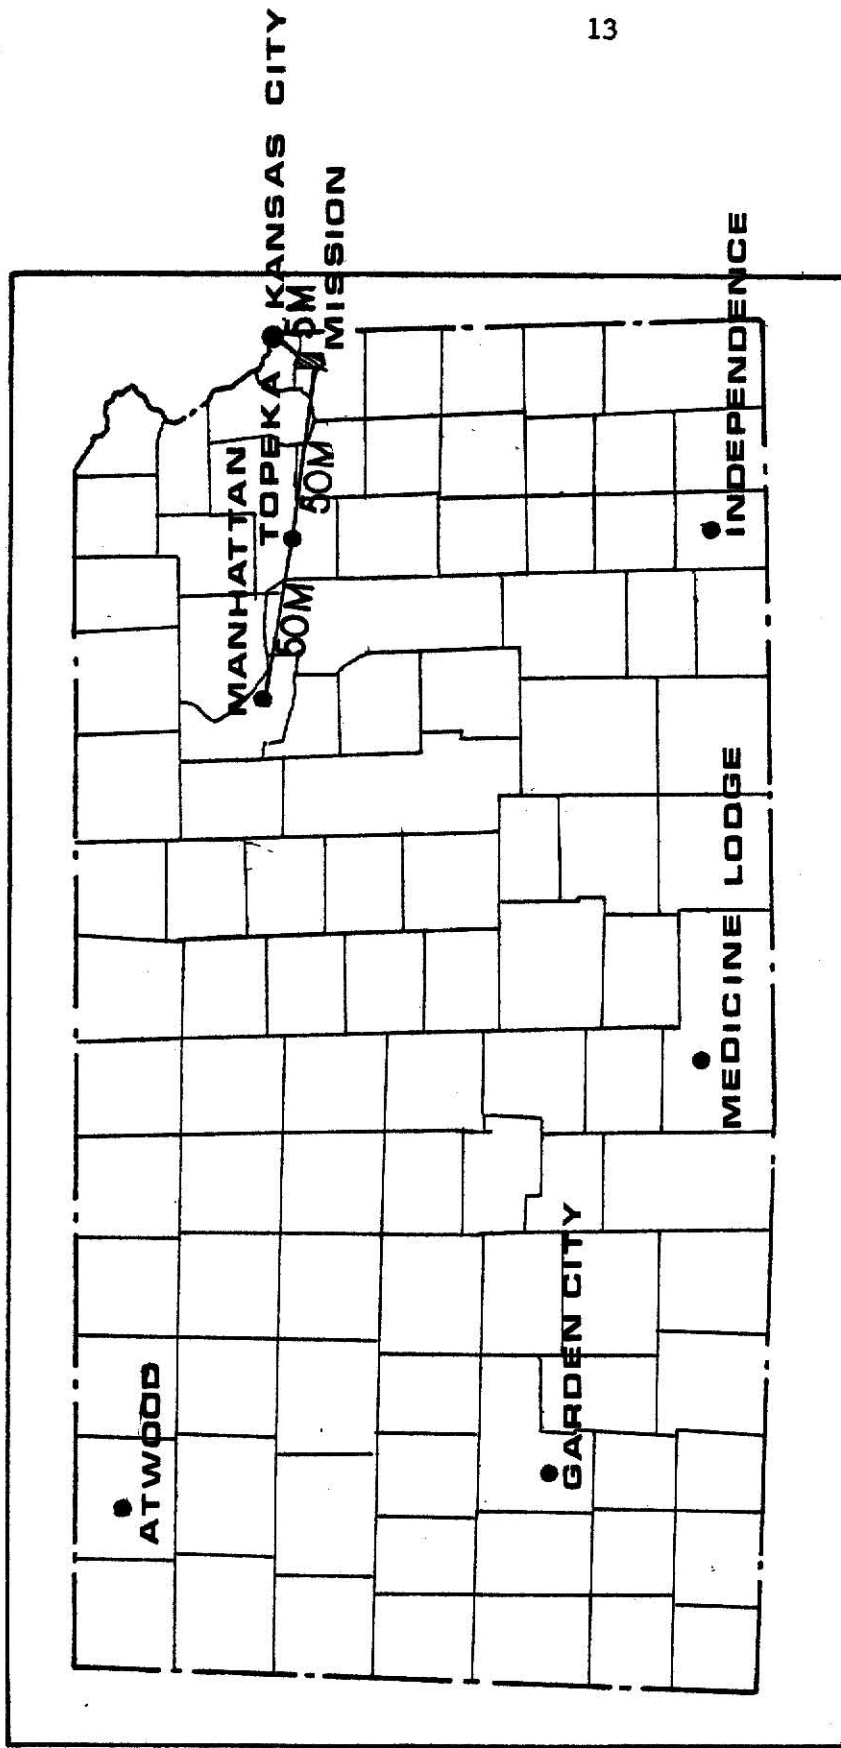 13
KANSAS CITY
5M
MISSION
TOPEKA
50M
MANHATTAN
50M
INDEPENDENCE
MEDICINE LODGE
GARDEN CITY
ATWOOD